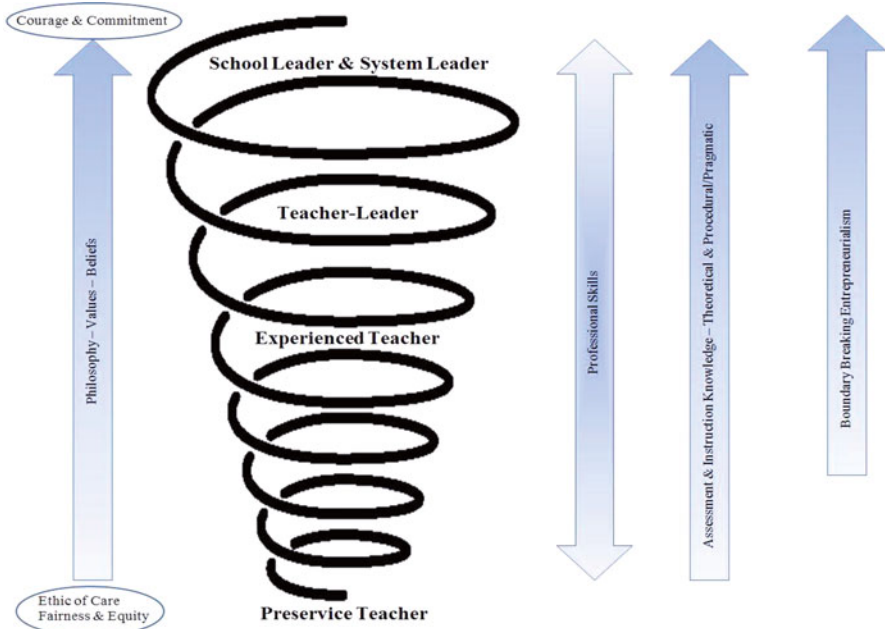 Courage & Commitment
School Leader & System Leader
Teacher-Leader
Experienced Teacher
Preservice Teacher
Philosophy – Values – Beliefs
Ethic of Care
Fairness & Equity
Professional Skills
Assessment & Instruction Knowledge – Theoretical & Procedural/Pragmatic
Boundary Breaking Entrepreneurialism